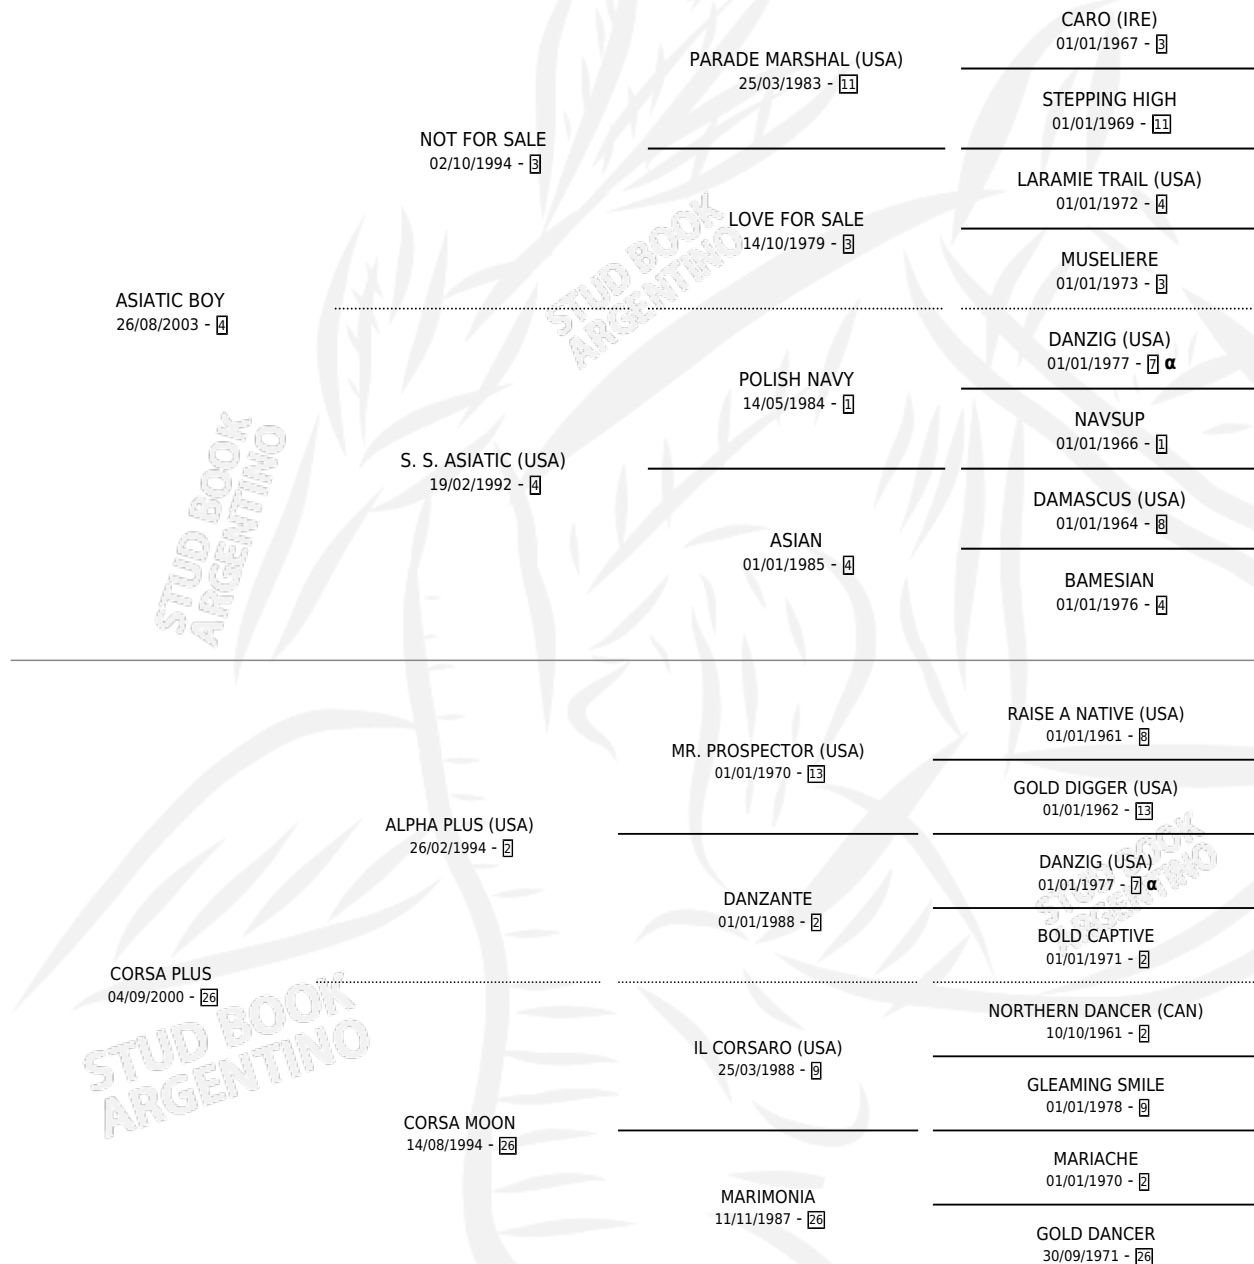 CARO (IRE)
01/01/1967 - 3
PARADE MARSHAL (USA)
25/03/1983 - 11
STEPPING HIGH
01/01/1969 - 11
NOT FOR SALE
02/10/1994 - 3
LARAMIE TRAIL (USA)
01/01/1972 - 4
LOVE FOR SALE
14/10/1979 - 3
MUSELIERE
01/01/1973 - 3
ASIATIC BOY
26/08/2003 - 4
DANZIG (USA)
01/01/1977 - 7 α
POLISH NAVY
14/05/1984 - 1
NAVSUP
01/01/1966 - 1
S. S. ASIATIC (USA)
19/02/1992 - 4
DAMASCUS (USA)
01/01/1964 - 8
ASIAN
01/01/1985 - 4
BAMESIAN
01/01/1976 - 4
STUD BOOK
ARGENTINO
STUD BOOK
ARGENTINO
RAISE A NATIVE (USA)
01/01/1961 - 8
MR. PROSPECTOR (USA)
01/01/1970 - 13
GOLD DIGGER (USA)
01/01/1962 - 13
ALPHA PLUS (USA)
26/02/1994 - 2
DANZIG (USA)
01/01/1977 - 7 α
DANZANTE
01/01/1988 - 2
BOLD CAPTIVE
01/01/1971 - 2
CORSA PLUS
04/09/2000 - 26
NORTHERN DANCER (CAN)
10/10/1961 - 2
IL CORSARO (USA)
25/03/1988 - 9
GLEAMING SMILE
01/01/1978 - 9
CORSA MOON
14/08/1994 - 26
MARIACHE
01/01/1970 - 2
MARIMONIA
11/11/1987 - 26
GOLD DANCER
30/09/1971 - 26
STUD BOOK
ARGENTINO
STUD BOOK
ARGENTINO